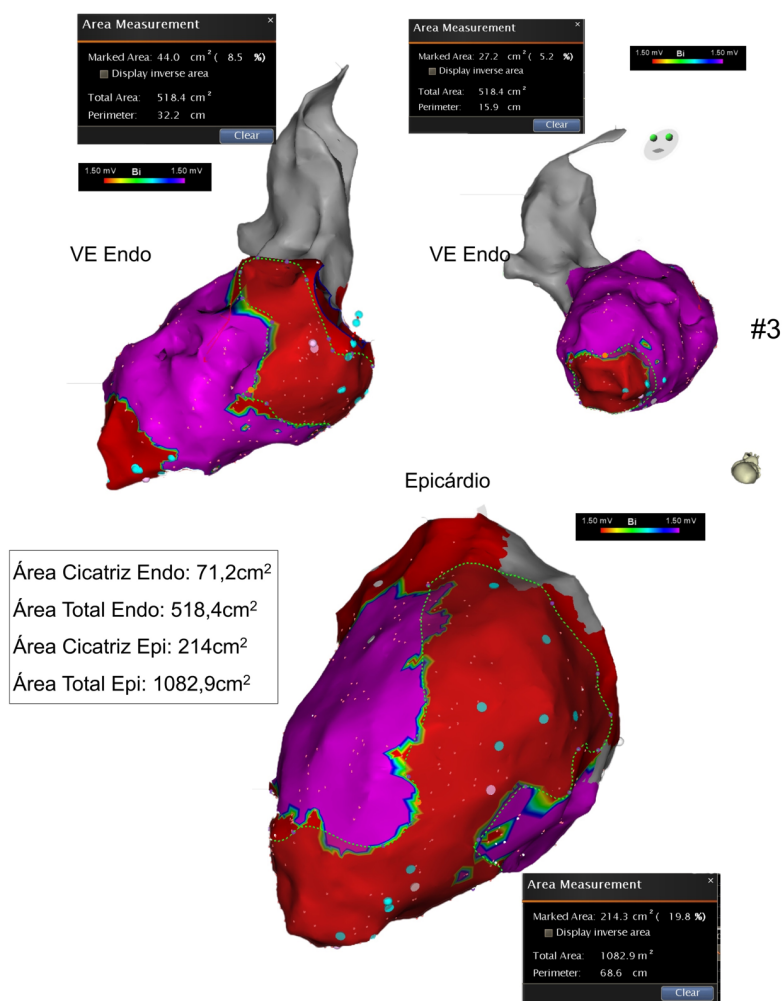 Area Measurement ×
Marked Area: 44.0 cm² ( 8.5 %)
Display inverse area
Total Area: 518.4 cm²
Perimeter: 32.2 cm
Clear
Area Measurement ×
Marked Area: 27.2 cm² ( 5.2 %)
Display inverse area
Total Area: 518.4 cm²
Perimeter: 15.9 cm
Clear
1.50 mV Bi 1.50 mV
1.50 mV Bi 1.50 mV
VE Endo
VE Endo
#3
Epicárdio
1.50 mV Bi 1.50 mV
Área Cicatriz Endo: 71,2cm²
Área Total Endo: 518,4cm²
Área Cicatriz Epi: 214cm²
Área Total Epi: 1082,9cm²
Area Measurement ×
Marked Area: 214.3 cm² ( 19.8 %)
Display inverse area
Total Area: 1082.9 m²
Perimeter: 68.6 cm
Clear